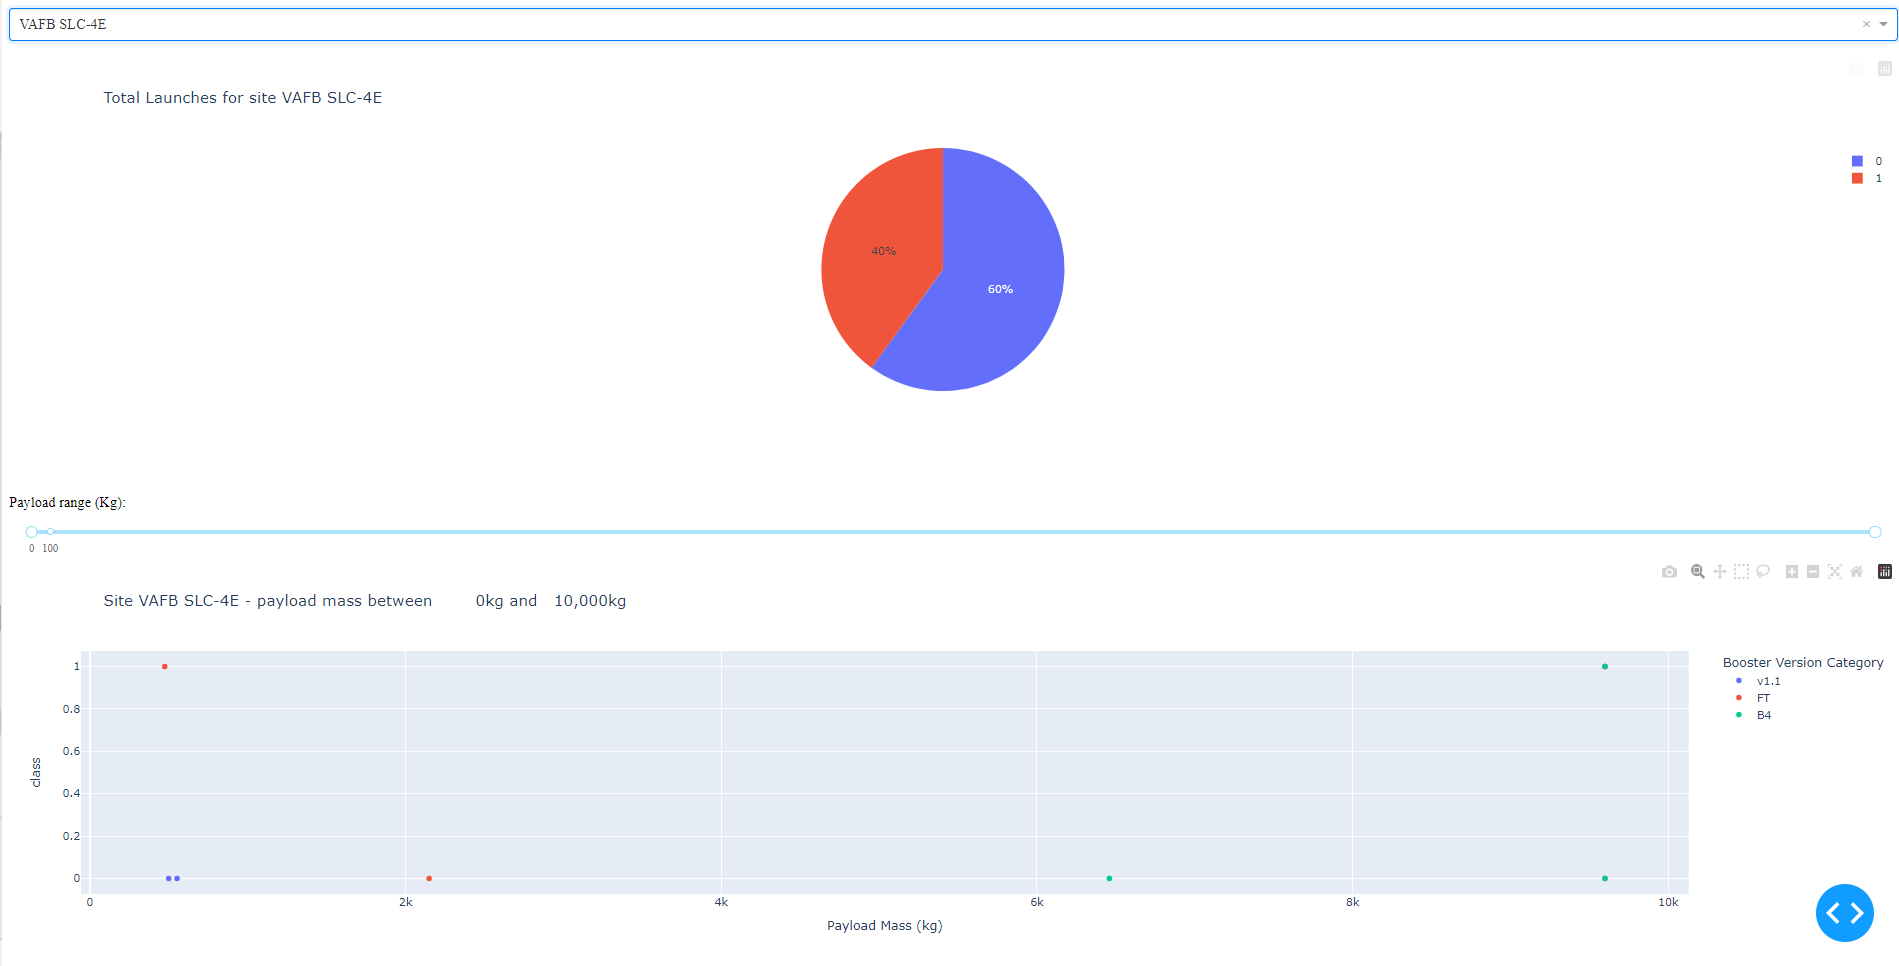 VAFB SLC-4E
Total Launches for site VAFB SLC-4E
0
1
40%
60%
Payload range (Kg):
0 100
Site VAFB SLC-4E - payload mass between 0kg and 10,000kg
Booster Version Category
v1.1
FT
B4
1
0.8
0.6
0.4
0.2
0
class
0 2k 4k 6k 8k 10k
Payload Mass (kg)